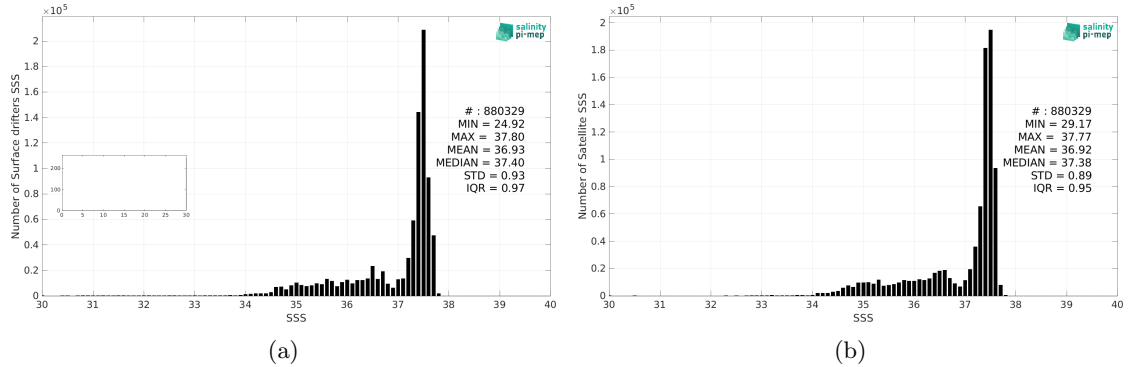 ×10⁵
2
1.8
1.6
1.4
1.2
1
0.8
0.6
0.4
0.2
0
Number of Surface drifters SSS
salinity
pi-mep
# : 880329
MIN = 24.92
MAX = 37.80
MEAN = 36.93
MEDIAN = 37.40
STD = 0.93
IQR = 0.97
200
100
0
0 5 10 15 20 25 30
30 31 32 33 34 35 36 37 38 39 40
SSS
(a)
×10⁵
2
1.8
1.6
1.4
1.2
1
0.8
0.6
0.4
0.2
0
Number of Satellite SSS
salinity
pi-mep
# : 880329
MIN = 29.17
MAX = 37.77
MEAN = 36.92
MEDIAN = 37.38
STD = 0.89
IQR = 0.95
30 31 32 33 34 35 36 37 38 39 40
SSS
(b)